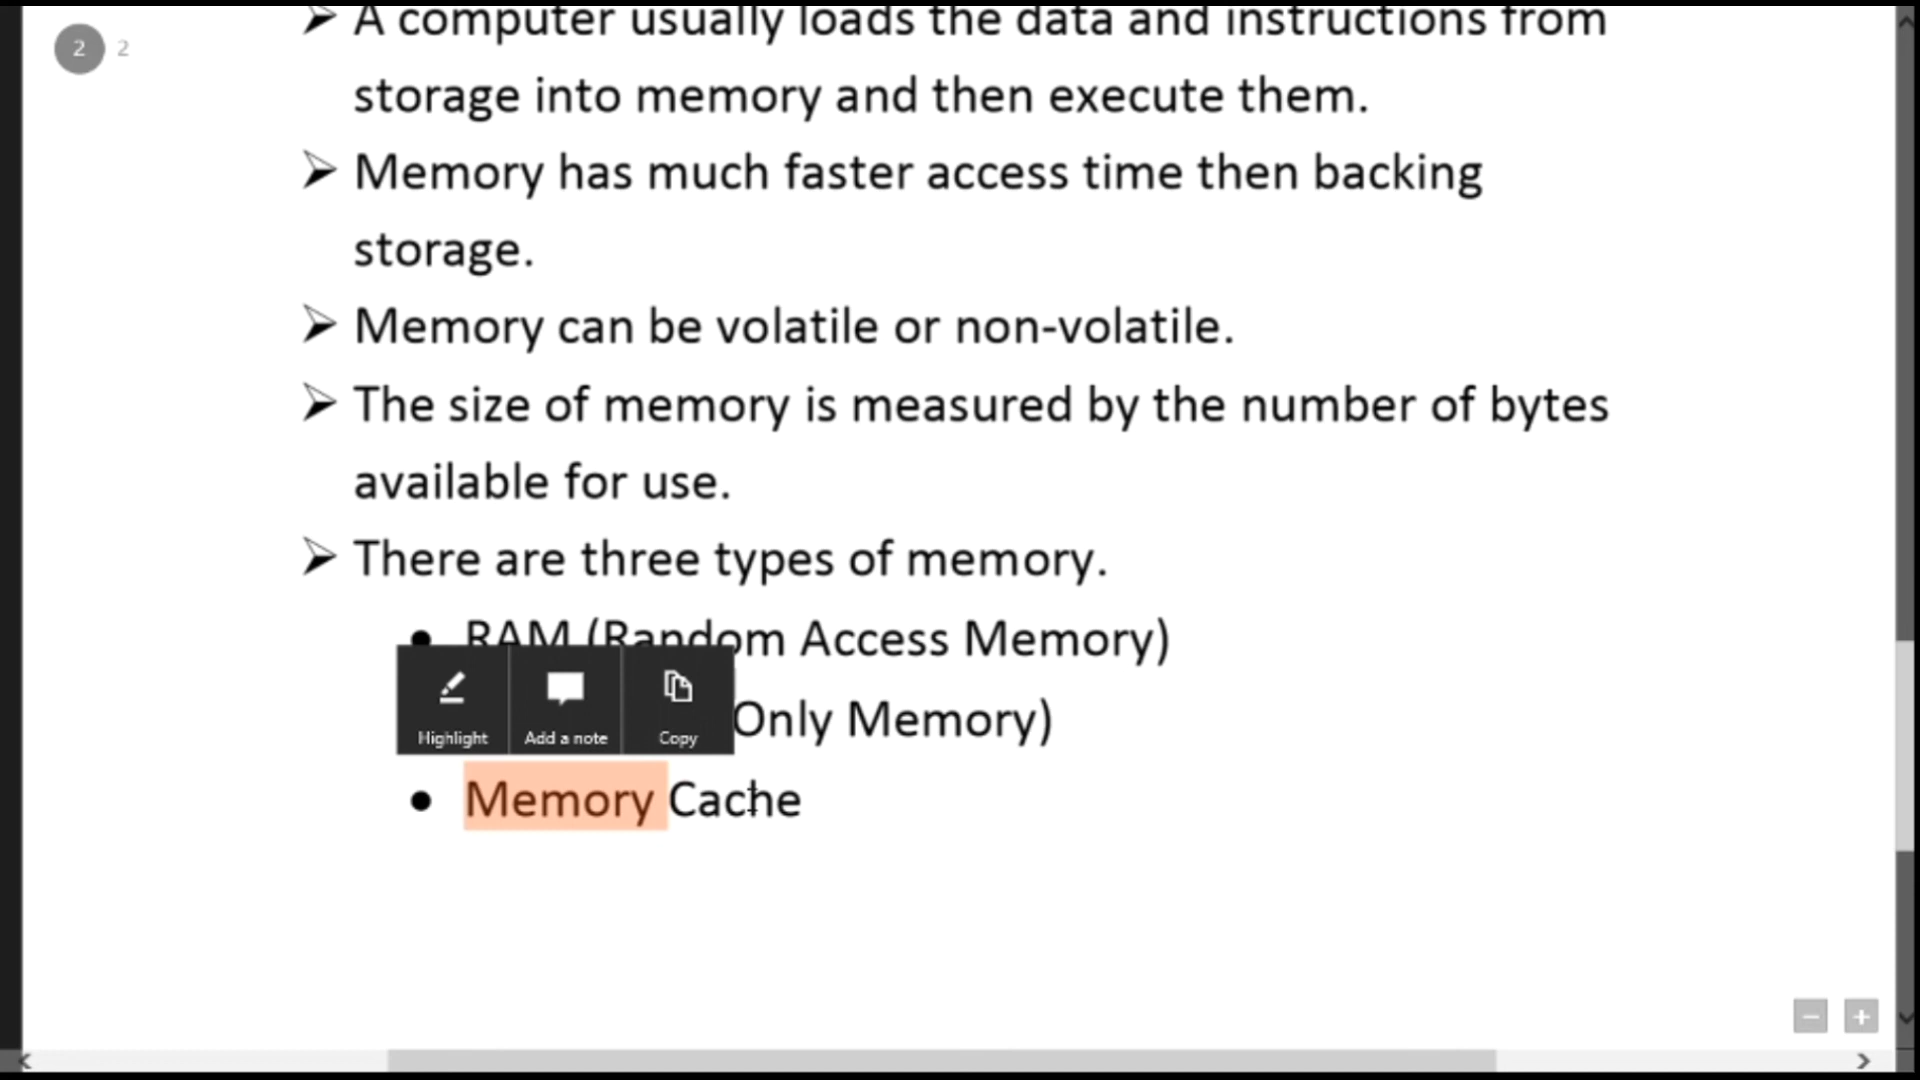 2 2
➤ A computer usually loads the data and instructions from
storage into memory and then execute them.
➤ Memory has much faster access time then backing
storage.
➤ Memory can be volatile or non-volatile.
➤ The size of memory is measured by the number of bytes
available for use.
➤ There are three types of memory.
● RAM (Random Access Memory)
Only Memory)
Highlight Add a note Copy
● Memory Cache